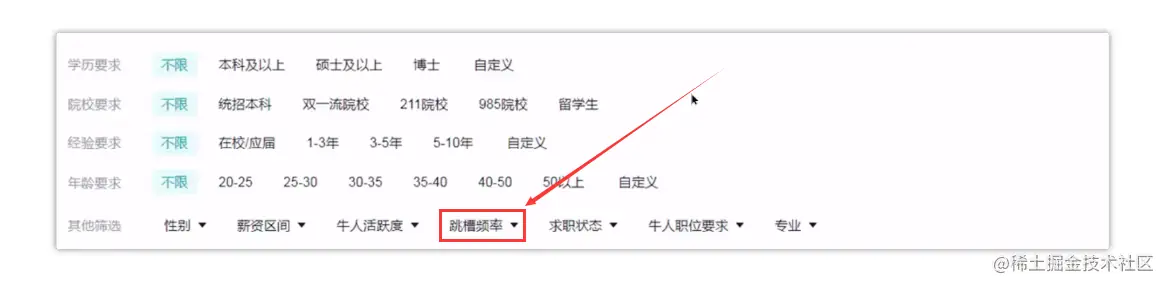 学历要求 不限 本科及以上 硕士及以上 博士 自定义
院校要求 不限 统招本科 双一流院校 211院校 985院校 留学生
经验要求 不限 在校/应届 1-3年 3-5年 5-10年 自定义
年龄要求 不限 20-25 25-30 30-35 35-40 40-50 50以上 自定义
其他筛选 性别 薪资区间 牛人活跃度 跳槽频率 求职状态 牛人职位要求 专业
@稀土掘金技术社区